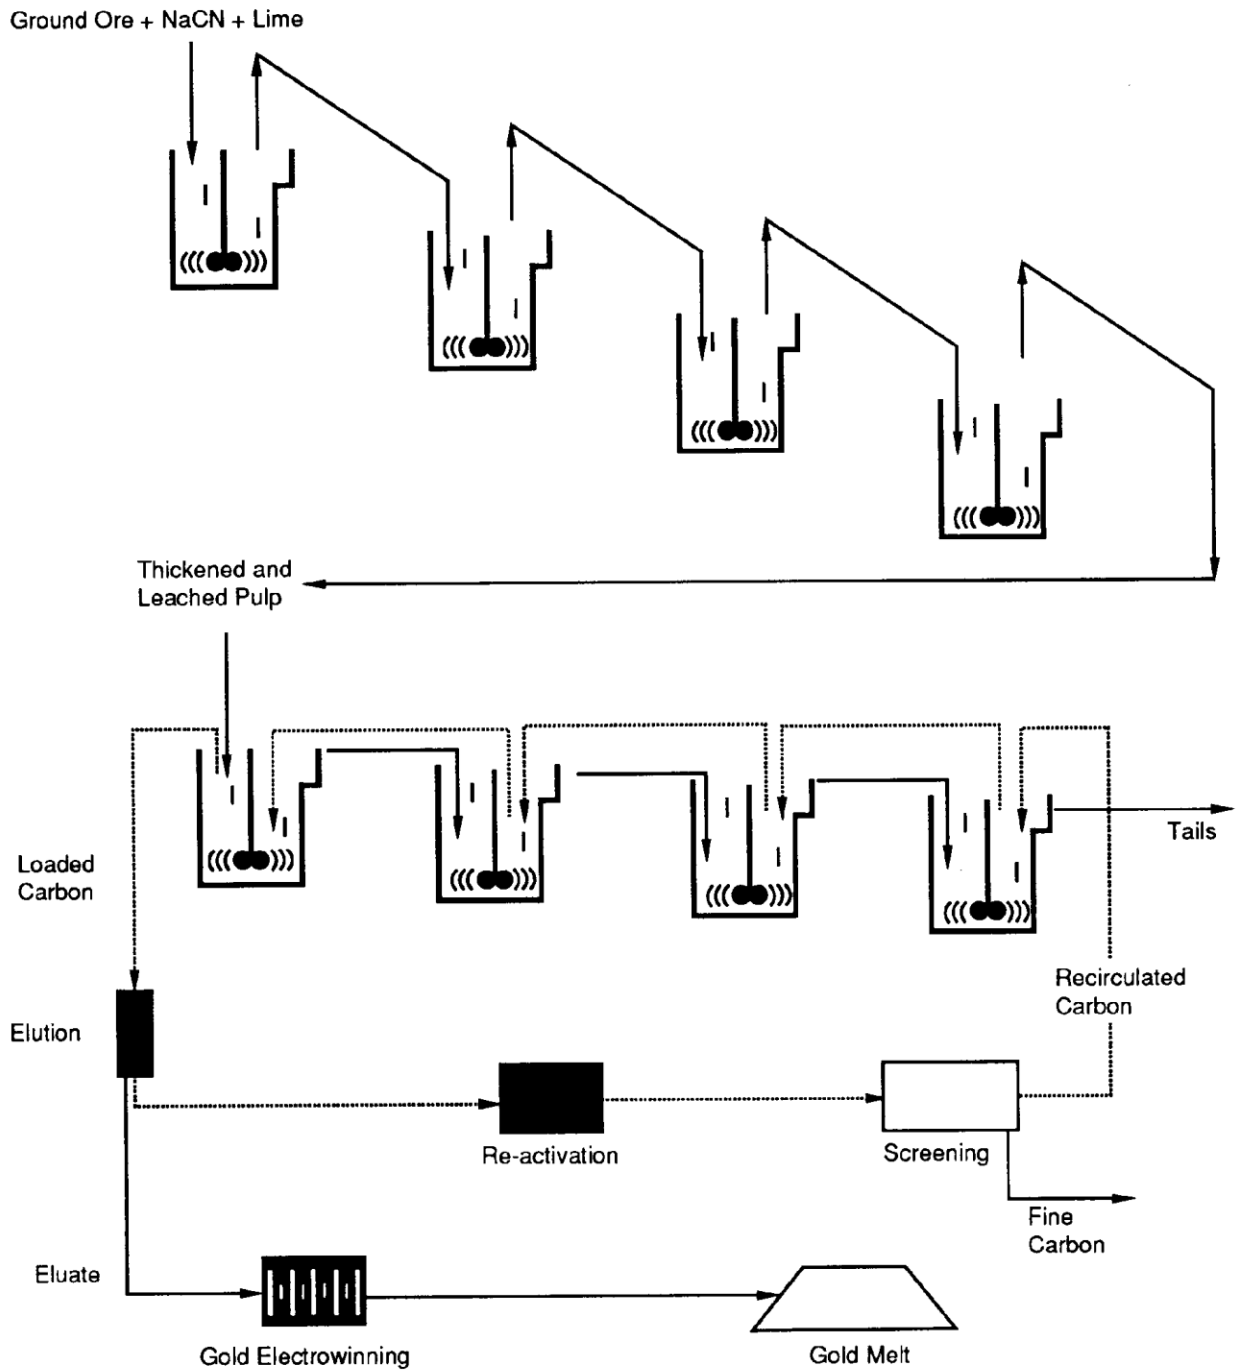 Ground Ore + NaCN + Lime
Thickened and
Leached Pulp
Tails
Loaded
Carbon
Recirculated
Carbon
Elution
Re-activation
Screening
Fine
Carbon
Eluate
Gold Electrowinning
Gold Melt